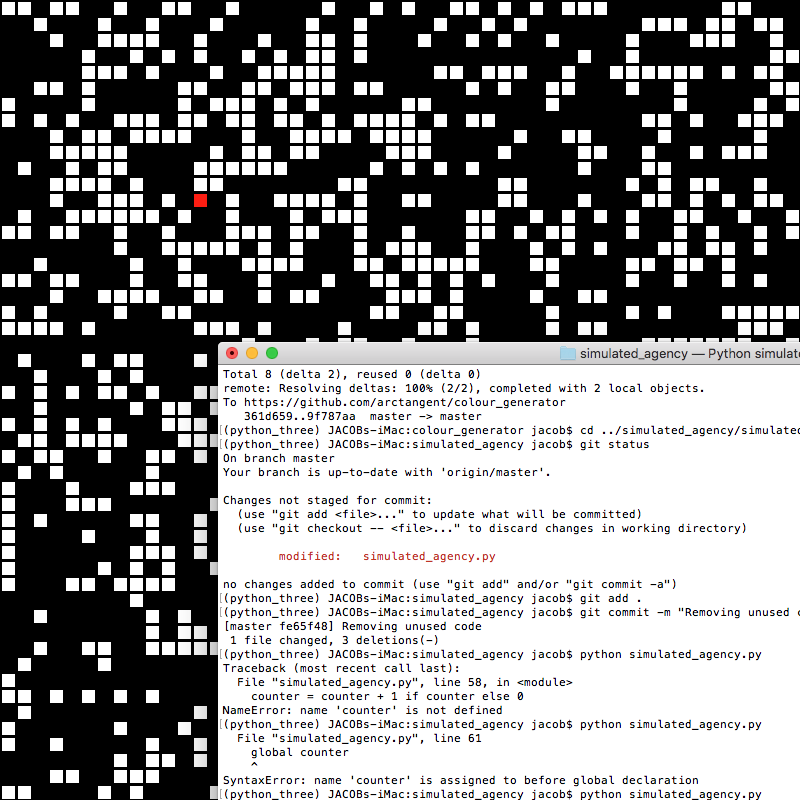 simulated_agency — Python simulat
Total 8 (delta 2), reused 0 (delta 0)
remote: Resolving deltas: 100% (2/2), completed with 2 local objects.
To https://github.com/arctangent/colour_generator
   361d659..9f787aa  master -> master
[(python_three) JACOBs-iMac:colour_generator jacob$ cd ../simulated_agency/simulated
[(python_three) JACOBs-iMac:simulated_agency jacob$ git status
On branch master
Your branch is up-to-date with 'origin/master'.
Changes not staged for commit:
  (use "git add <file>..." to update what will be committed)
  (use "git checkout -- <file>..." to discard changes in working directory)
        modified:   simulated_agency.py
no changes added to commit (use "git add" and/or "git commit -a")
[(python_three) JACOBs-iMac:simulated_agency jacob$ git add .
[(python_three) JACOBs-iMac:simulated_agency jacob$ git commit -m "Removing unused c
[master fe65f48] Removing unused code
 1 file changed, 3 deletions(-)
[(python_three) JACOBs-iMac:simulated_agency jacob$ python simulated_agency.py
Traceback (most recent call last):
  File "simulated_agency.py", line 58, in <module>
    counter = counter + 1 if counter else 0
NameError: name 'counter' is not defined
[(python_three) JACOBs-iMac:simulated_agency jacob$ python simulated_agency.py
  File "simulated_agency.py", line 61
    global counter
    ^
SyntaxError: name 'counter' is assigned to before global declaration
[(python_three) JACOBs-iMac:simulated_agency jacob$ python simulated_agency.py